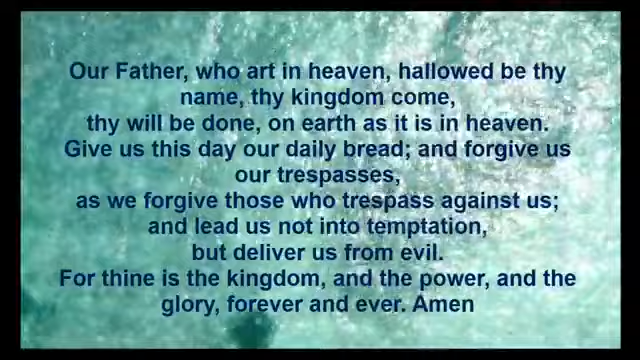 Our Father, who art in heaven, hallowed be thy
name, thy kingdom come,
thy will be done, on earth as it is in heaven.
Give us this day our daily bread; and forgive us
our trespasses,
as we forgive those who trespass against us;
and lead us not into temptation,
but deliver us from evil.
For thine is the kingdom, and the power, and the
glory, forever and ever. Amen